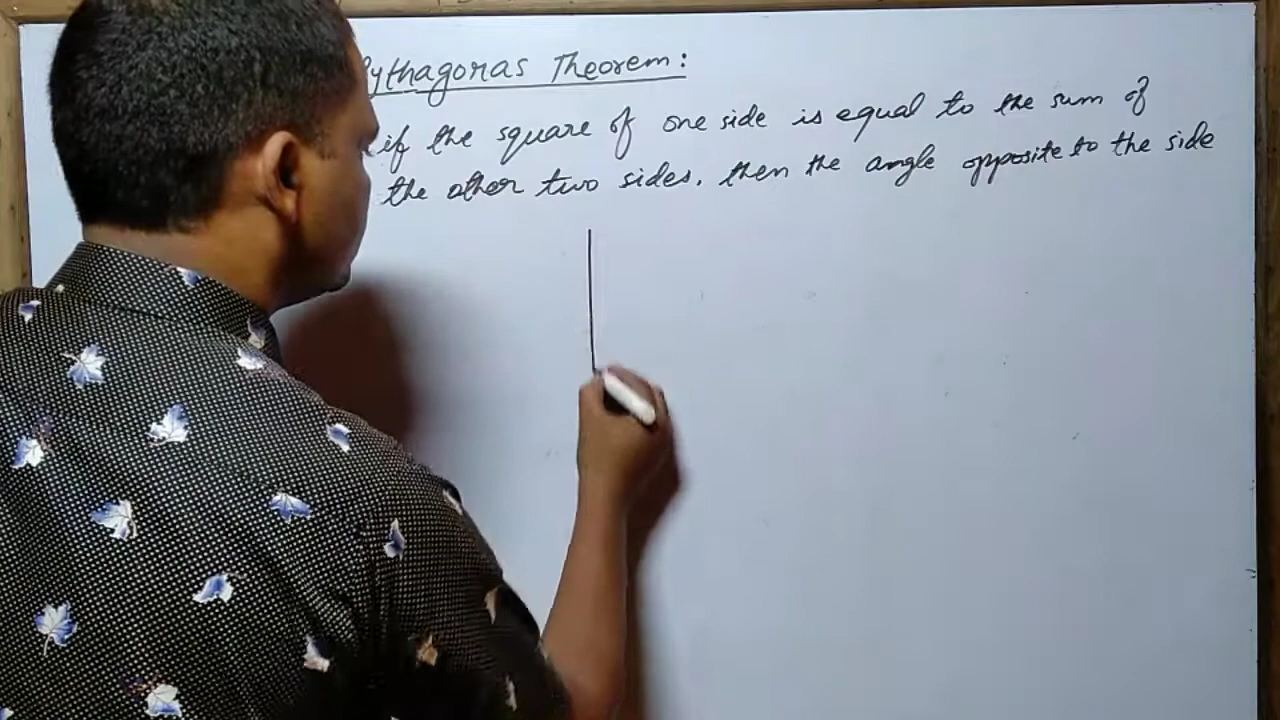 Pythagoras Theorem:
if the square of one side is equal to the sum of
the other two sides. then the angle opposite to the side